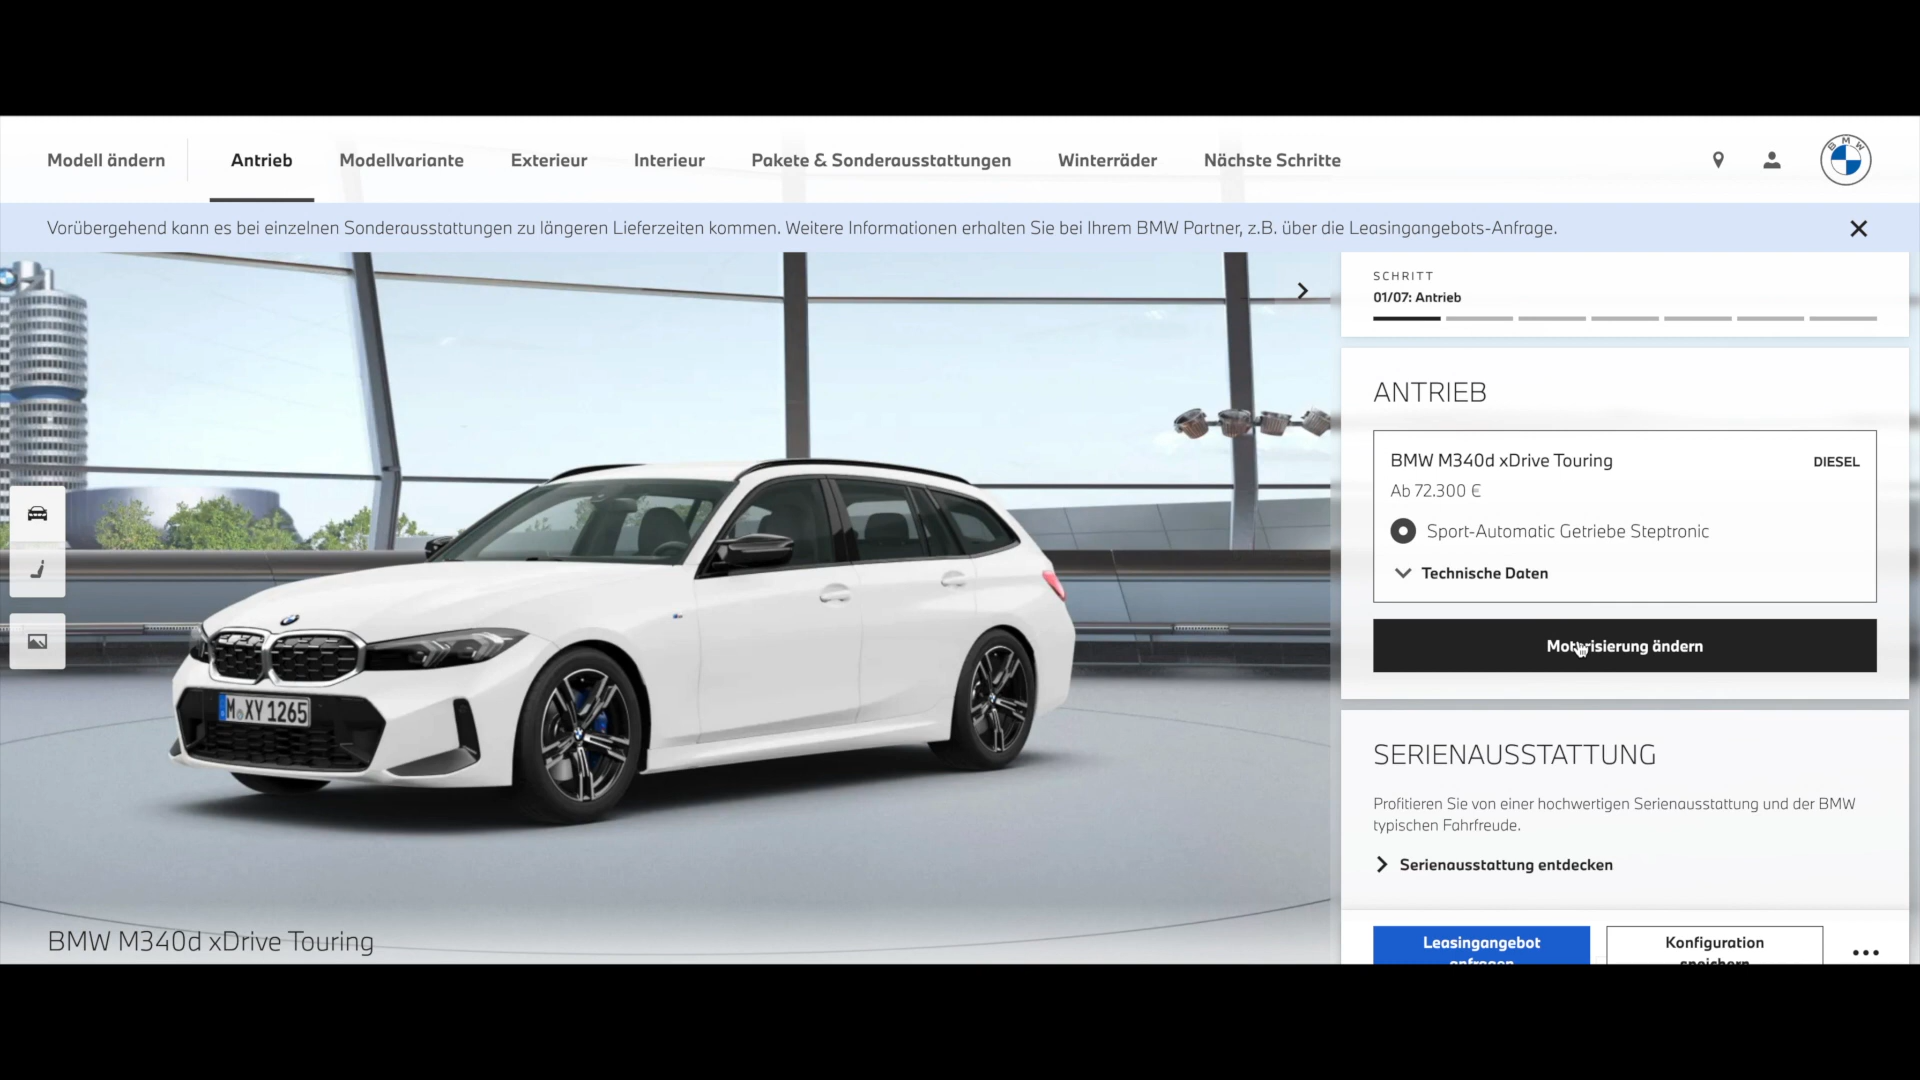 Modell ändern
Antrieb
Modellvariante
Exterieur
Interieur
Pakete & Sonderausstattungen
Winterräder
Nächste Schritte
BMW
Vorübergehend kann es bei einzelnen Sonderausstattungen zu längeren Lieferzeiten kommen. Weitere Informationen erhalten Sie bei Ihrem BMW Partner, z.B. über die Leasingangebots-Anfrage.
SCHRITT
01/07: Antrieb
ANTRIEB
BMW M340d xDrive Touring
DIESEL
Ab 72.300 €
Sport-Automatic Getriebe Steptronic
Technische Daten
Motorisierung ändern
M XY 1265
SERIENAUSSTATTUNG
Profitieren Sie von einer hochwertigen Serienausstattung und der BMW
typischen Fahrfreude.
Serienausstattung entdecken
BMW M340d xDrive Touring
Leasingangebot
anfragen
Konfiguration
speichern